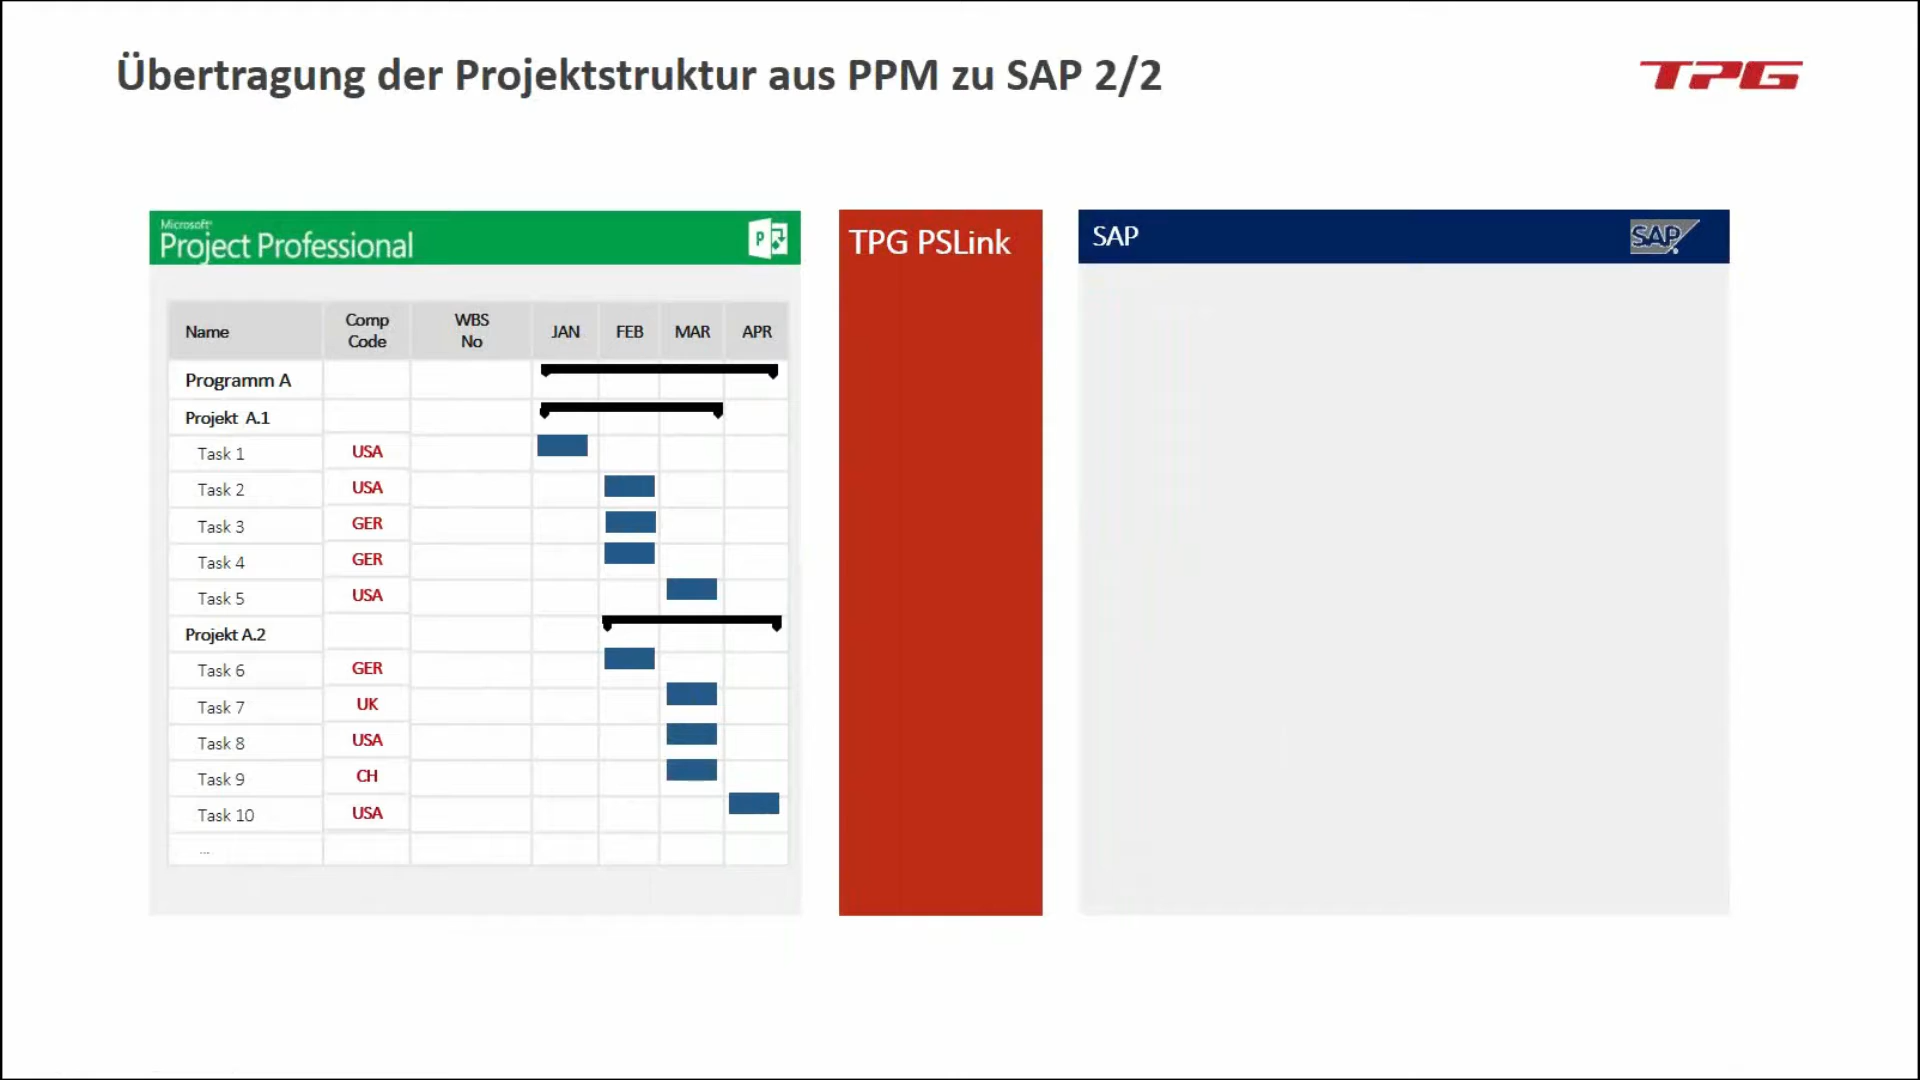 Übertragung der Projektstruktur aus PPM zu SAP 2/2
TPG
Microsoft®
Project Professional
P
TPG PSLink
SAP
SAP
Name
Comp
Code
WBS
No
JAN
FEB
MAR
APR
Programm A
Projekt A.1
Task 1 USA
Task 2 USA
Task 3 GER
Task 4 GER
Task 5 USA
Projekt A.2
Task 6 GER
Task 7 UK
Task 8 USA
Task 9 CH
Task 10 USA
...